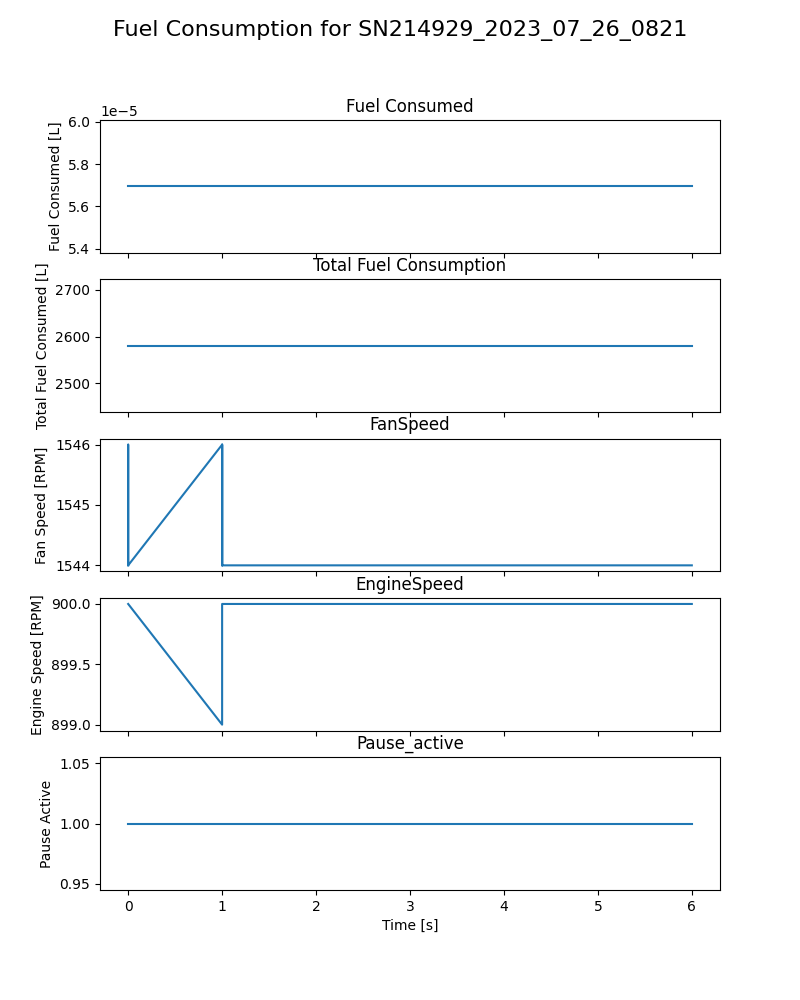 Fuel Consumption for SN214929_2023_07_26_0821
Fuel Consumed
1e−5
6.0
5.8
5.6
5.4
Fuel Consumed [L]
Total Fuel Consumption
2700
2600
2500
Total Fuel Consumed [L]
FanSpeed
1546
1545
1544
Fan Speed [RPM]
EngineSpeed
900.0
899.5
899.0
Engine Speed [RPM]
Pause_active
1.05
1.00
0.95
Pause Active
0 1 2 3 4 5 6
Time [s]